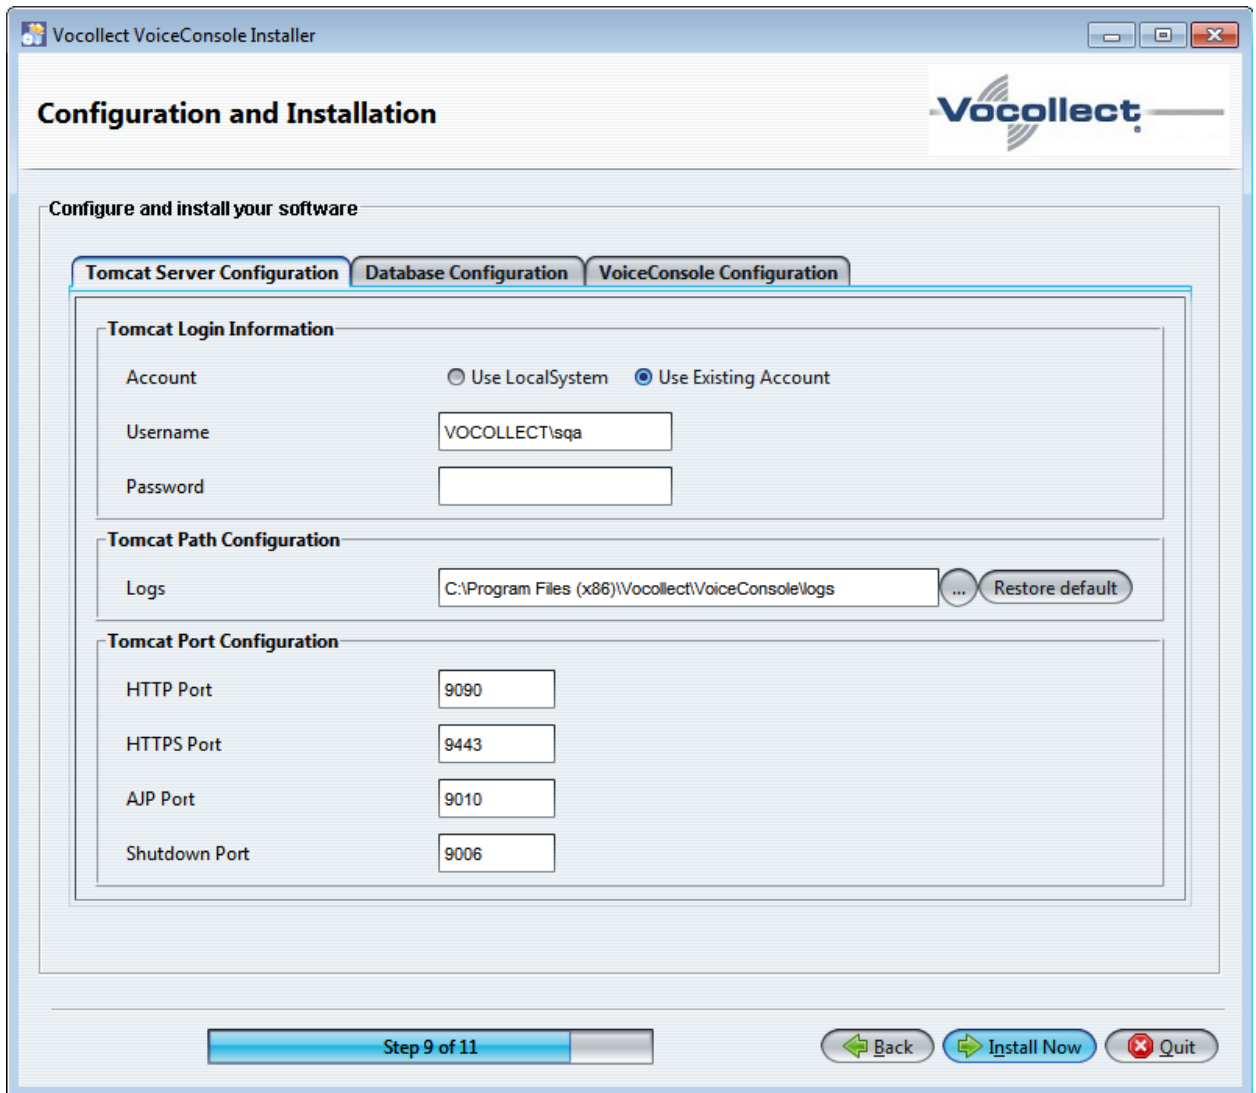 Vocollect VoiceConsole Installer
Configuration and Installation
Vocollect®
Configure and install your software
Tomcat Server Configuration Database Configuration VoiceConsole Configuration
Tomcat Login Information
Account Use LocalSystem Use Existing Account
Username VOCOLLECT\sqa
Password
Tomcat Path Configuration
Logs C:\Program Files (x86)\Vocollect\VoiceConsole\logs ... Restore default
Tomcat Port Configuration
HTTP Port 9090
HTTPS Port 9443
AJP Port 9010
Shutdown Port 9006
Step 9 of 11 Back Install Now Quit